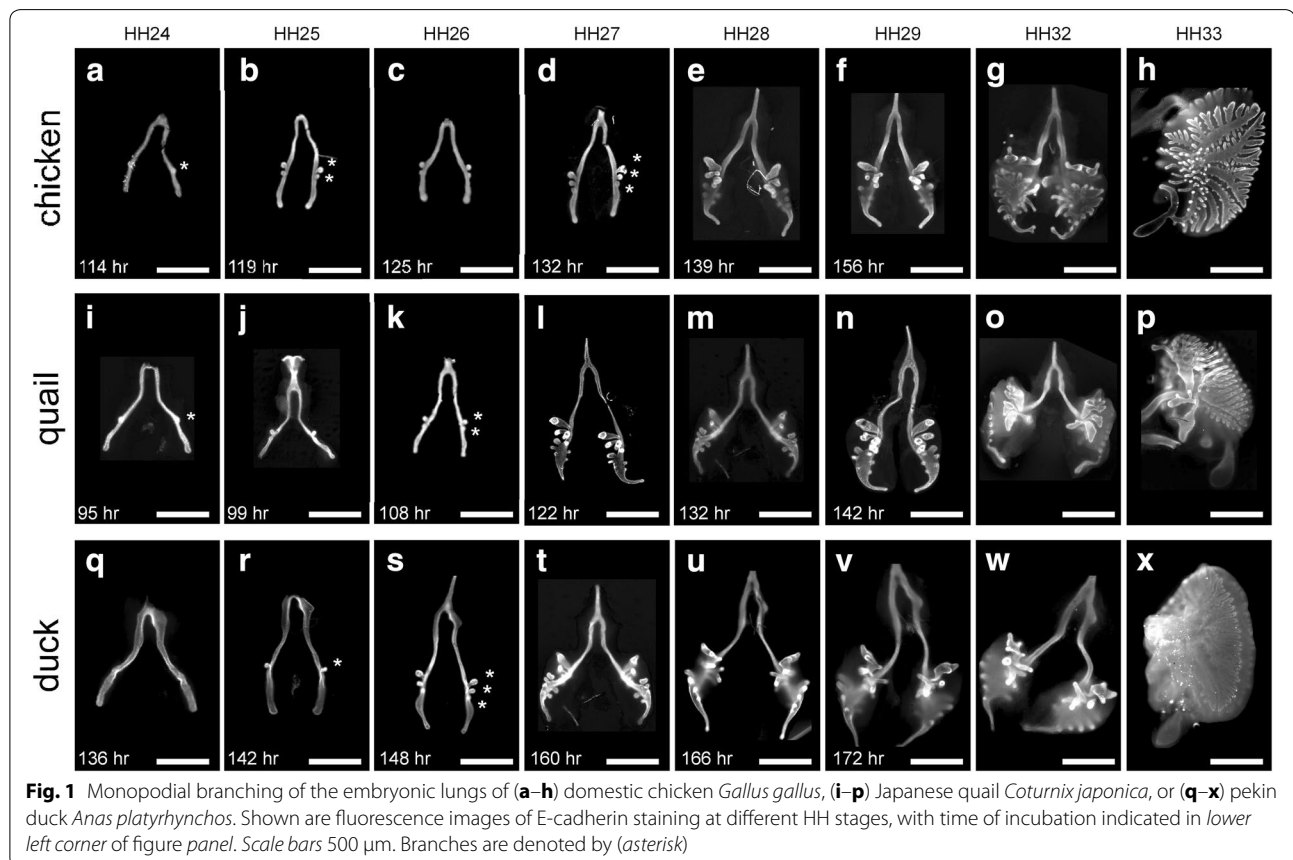 HH24 HH25 HH26 HH27 HH28 HH29 HH32 HH33
chicken
a b c d e f g h
* * * * * *
114 hr 119 hr 125 hr 132 hr 139 hr 156 hr
quail
i j k l m n o p
* * *
95 hr 99 hr 108 hr 122 hr 132 hr 142 hr
duck
q r s t u v w x
* * * *
136 hr 142 hr 148 hr 160 hr 166 hr 172 hr
Fig. 1 Monopodial branching of the embryonic lungs of (a–h) domestic chicken Gallus gallus, (i–p) Japanese quail Coturnix japonica, or (q–x) pekin
duck Anas platyrhynchos. Shown are fluorescence images of E-cadherin staining at different HH stages, with time of incubation indicated in lower
left corner of figure panel. Scale bars 500 μm. Branches are denoted by (asterisk)